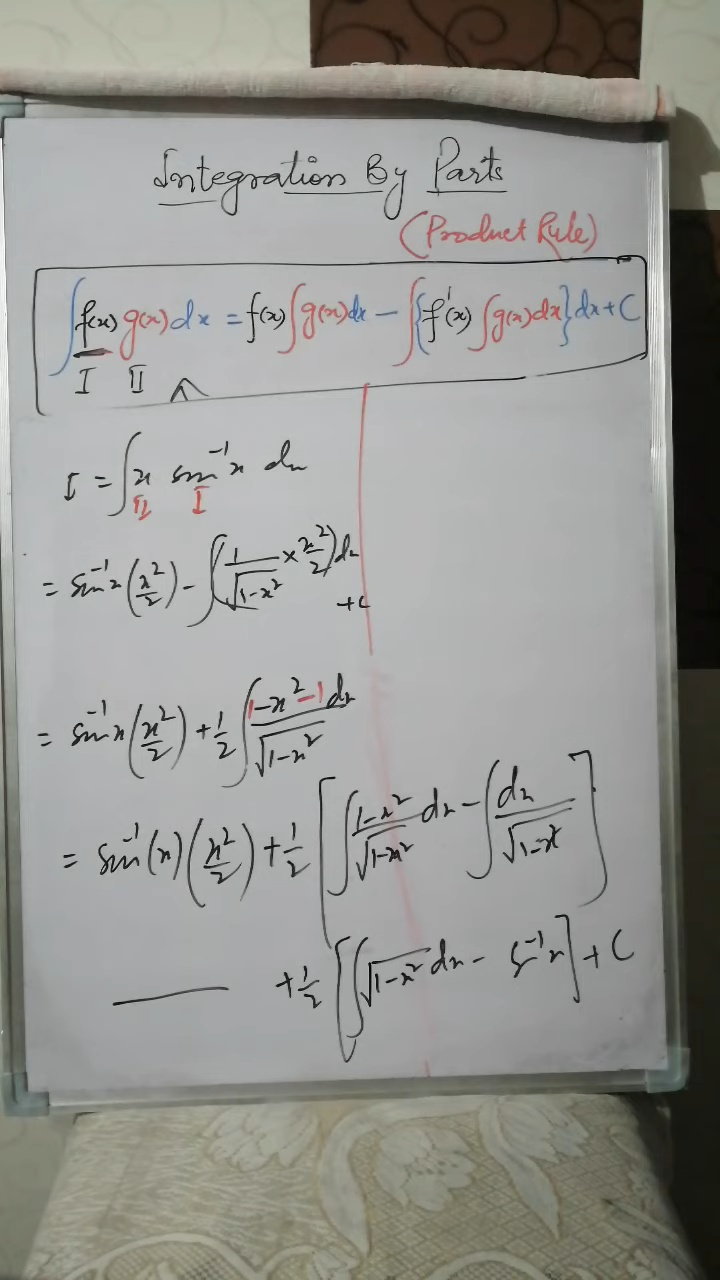 Integration By Parts
(Product Rule)
∫f(x) g(x) dx = f(x)∫g(x)dx − ∫{f'(x) ∫g(x)dx}dx + C
I II
I = ∫x sin⁻¹x dx
II I
= sin⁻¹x (x²/2) − ∫(1/√(1-x²) × x²/2)dx
+c
= sin⁻¹x (x²/2) + 1/2 ∫(1-x²-1)/√(1-x²) dx
= sin⁻¹(x) (x²/2) + 1/2 [∫(1-x²)/√(1-x²) dx − ∫dx/√(1-x²)]
+ 1/2 [∫√(1-x²) dx − s⁻¹x] + C